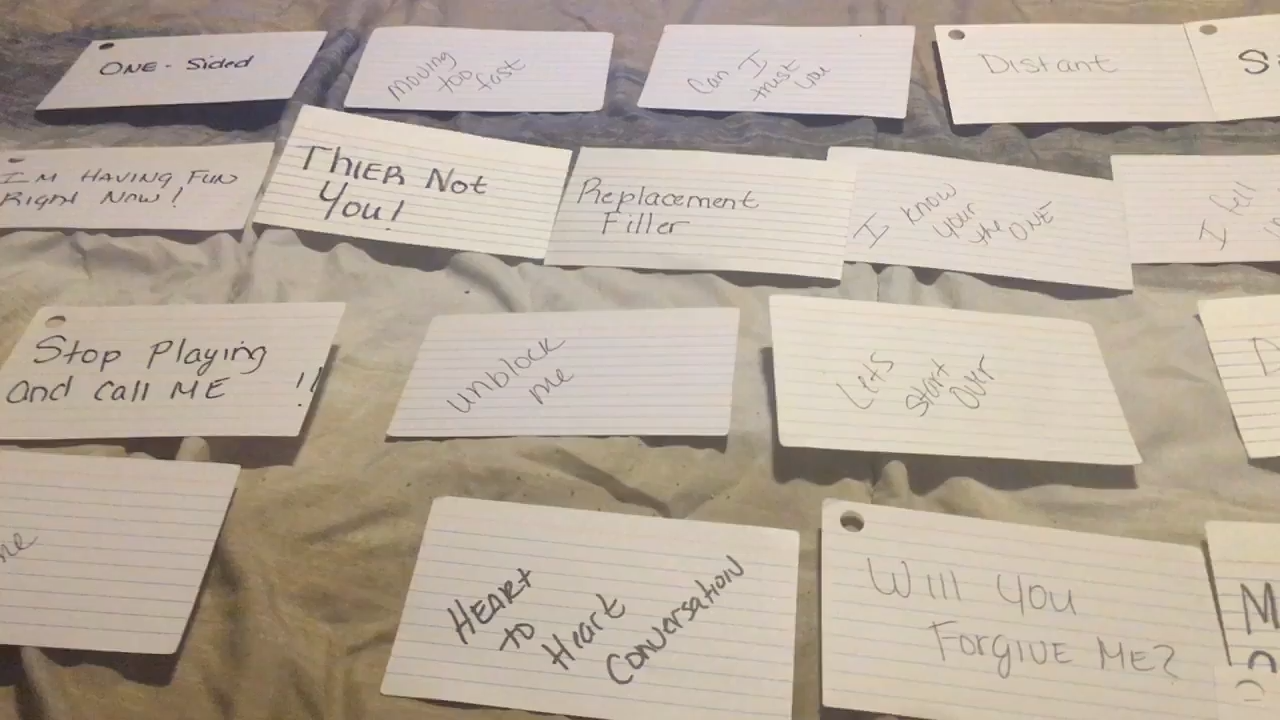 ONE-Sided
moving
too
fast
Can I
trust
you
Distant
I'M HAVING FUN
Right Now!
ThIER Not
You!
Replacement
Filler
I know
your
the ONE
I fell
Stop Playing
and call ME !!
unblock
me
Lets
start
over
HEART
to
Heart
Conversation
Will you
Forgive ME?